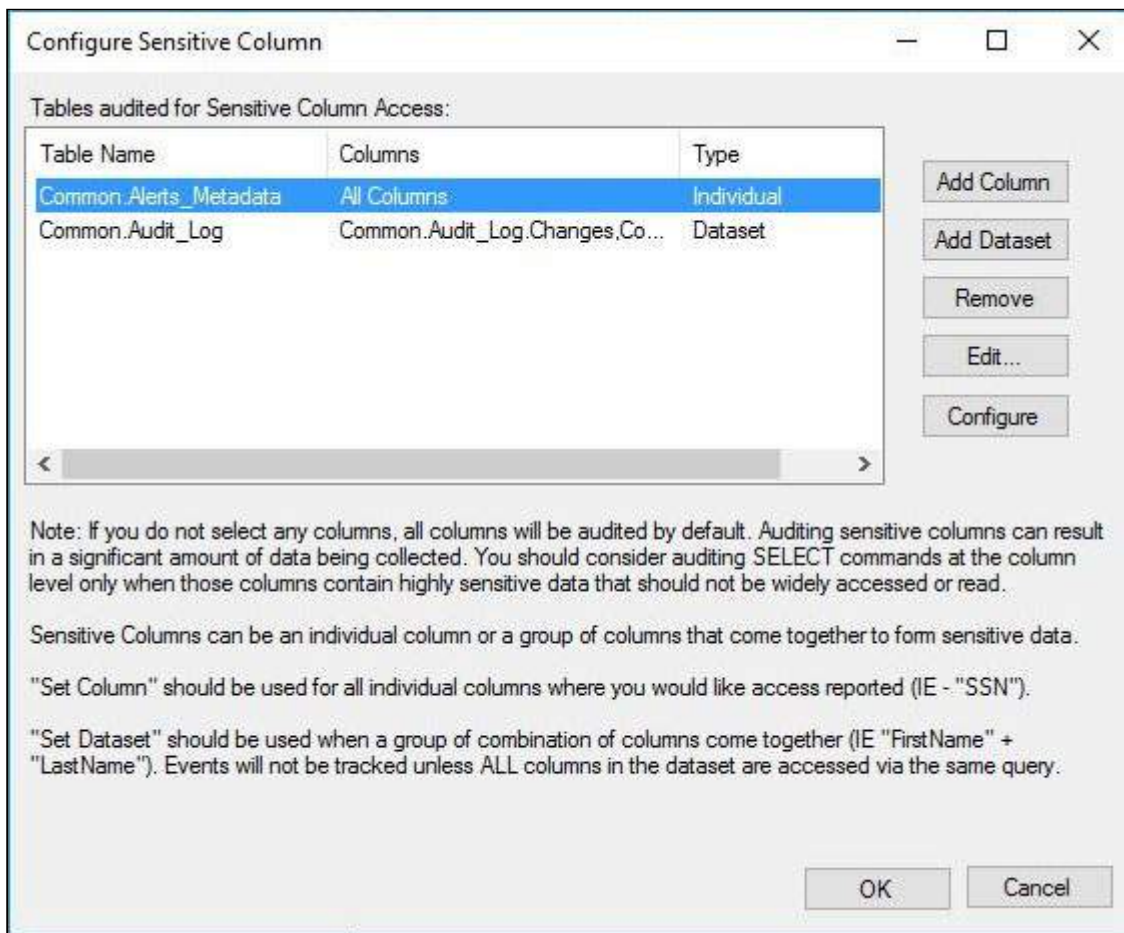 Configure Sensitive Column
Tables audited for Sensitive Column Access:
Table Name Columns Type
Common.Alerts_Metadata All Columns Individual
Common.Audit_Log Common.Audit_Log.Changes,Co... Dataset
Add Column
Add Dataset
Remove
Edit...
Configure
Note: If you do not select any columns, all columns will be audited by default. Auditing sensitive columns can result
in a significant amount of data being collected. You should consider auditing SELECT commands at the column
level only when those columns contain highly sensitive data that should not be widely accessed or read.
Sensitive Columns can be an individual column or a group of columns that come together to form sensitive data.
"Set Column" should be used for all individual columns where you would like access reported (IE - "SSN").
"Set Dataset" should be used when a group of combination of columns come together (IE "FirstName" +
"LastName"). Events will not be tracked unless ALL columns in the dataset are accessed via the same query.
OK Cancel